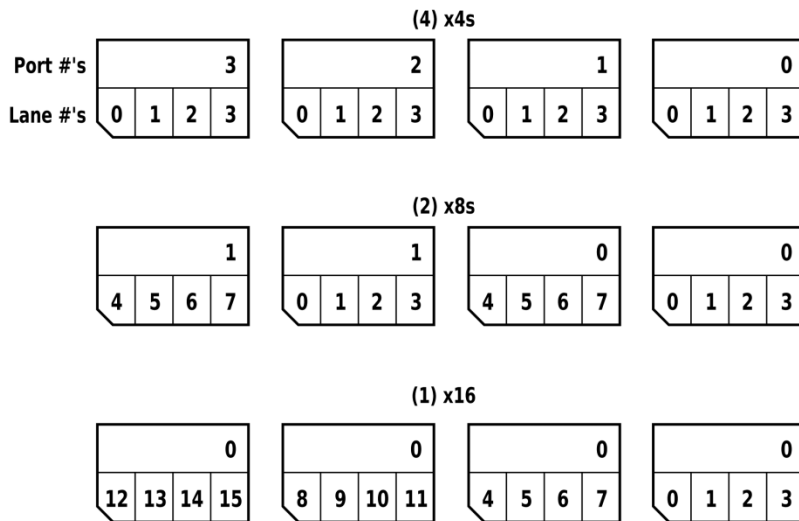 (4) x4s
Port #'s 3 2 1 0
Lane #'s 0 1 2 3 0 1 2 3 0 1 2 3 0 1 2 3
(2) x8s
1 1 0 0
4 5 6 7 0 1 2 3 4 5 6 7 0 1 2 3
(1) x16
0 0 0 0
12 13 14 15 8 9 10 11 4 5 6 7 0 1 2 3